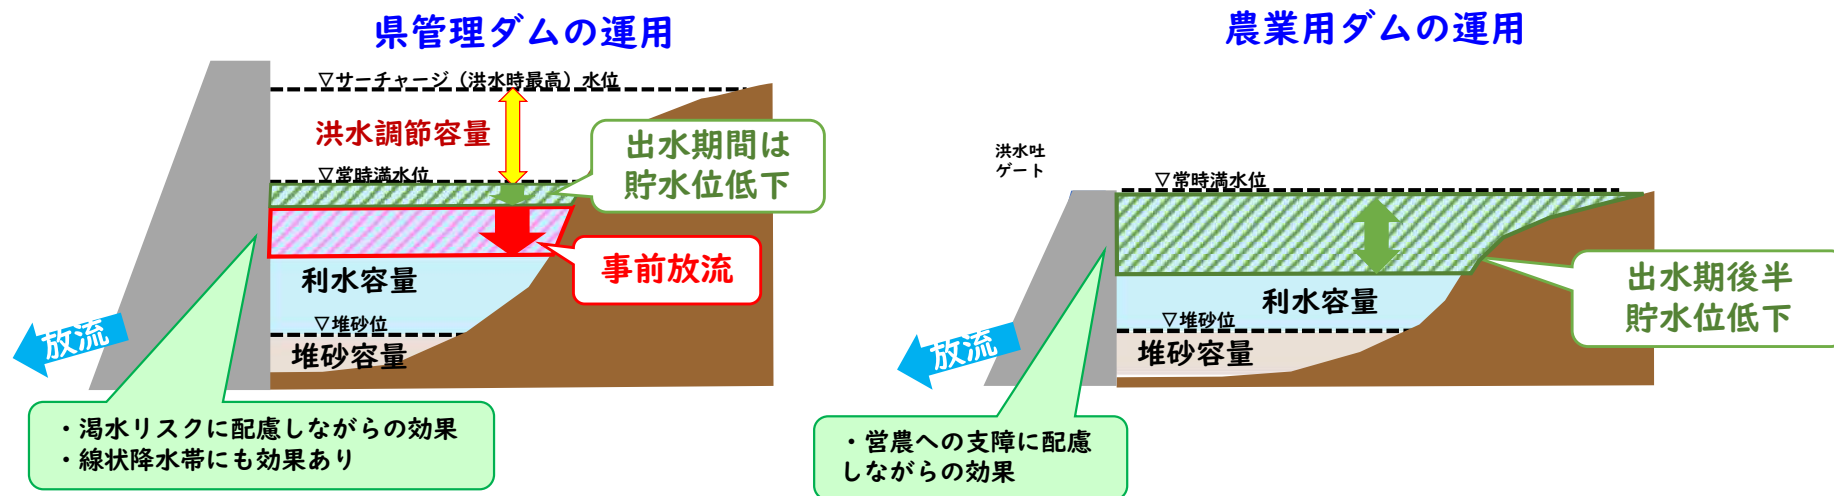 県管理ダムの運用
▽サーチャージ（洪水時最高）水位
洪水調節容量
出水期間は
貯水位低下
▽常時満水位
事前放流
利水容量
▽堆砂位
堆砂容量
放流
・渇水リスクに配慮しながらの効果
・線状降水帯にも効果あり
農業用ダムの運用
洪水吐
ゲート
▽常時満水位
出水期後半
貯水位低下
利水容量
▽堆砂位
堆砂容量
放流
・営農への支障に配慮
しながらの効果